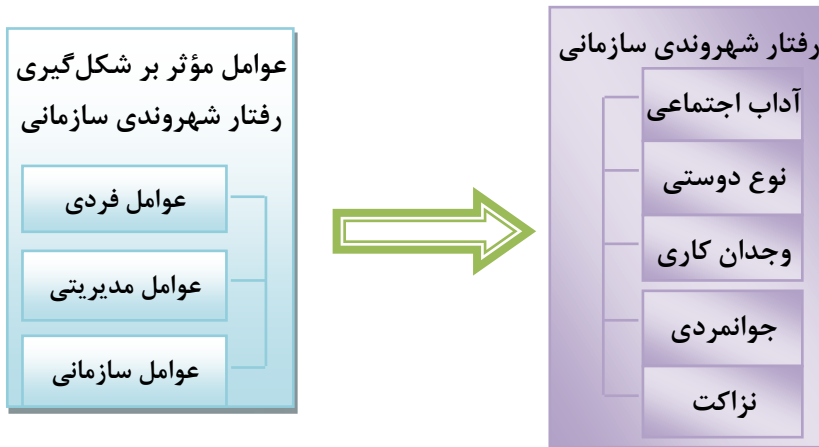 رفتار شهروندی سازمانی
آداب اجتماعی
نوع دوستی
وجدان کاری
جوانمردی
نزاکت
عوامل مؤثر بر شکل‌گیری
رفتار شهروندی سازمانی
عوامل فردی
عوامل مدیریتی
عوامل سازمانی